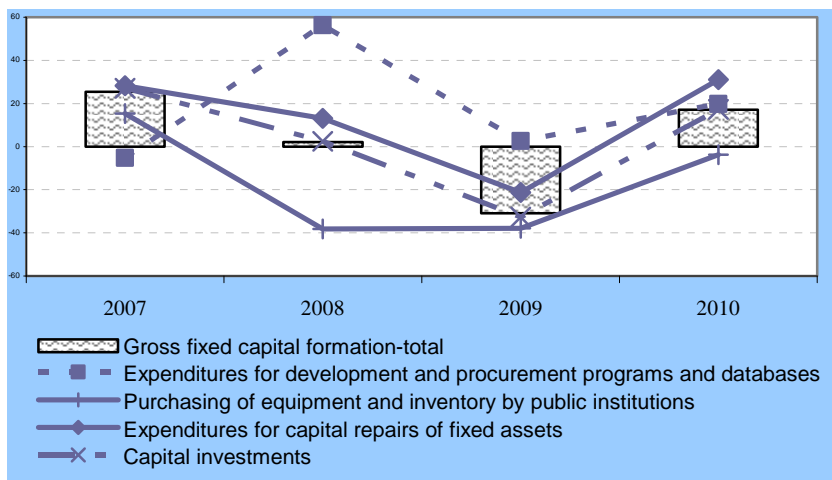 60
40
20
0
-20
-40
-60
2007 2008 2009 2010
Gross fixed capital formation-total
Expenditures for development and procurement programs and databases
Purchasing of equipment and inventory by public institutions
Expenditures for capital repairs of fixed assets
Capital investments